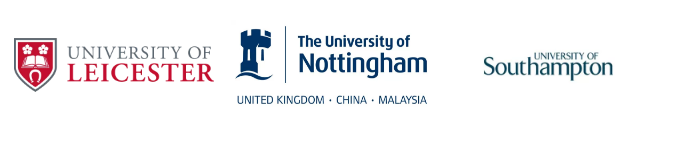 UNIVERSITY OF
LEICESTER
The University of
Nottingham
UNITED KINGDOM · CHINA · MALAYSIA
UNIVERSITY OF
Southampton